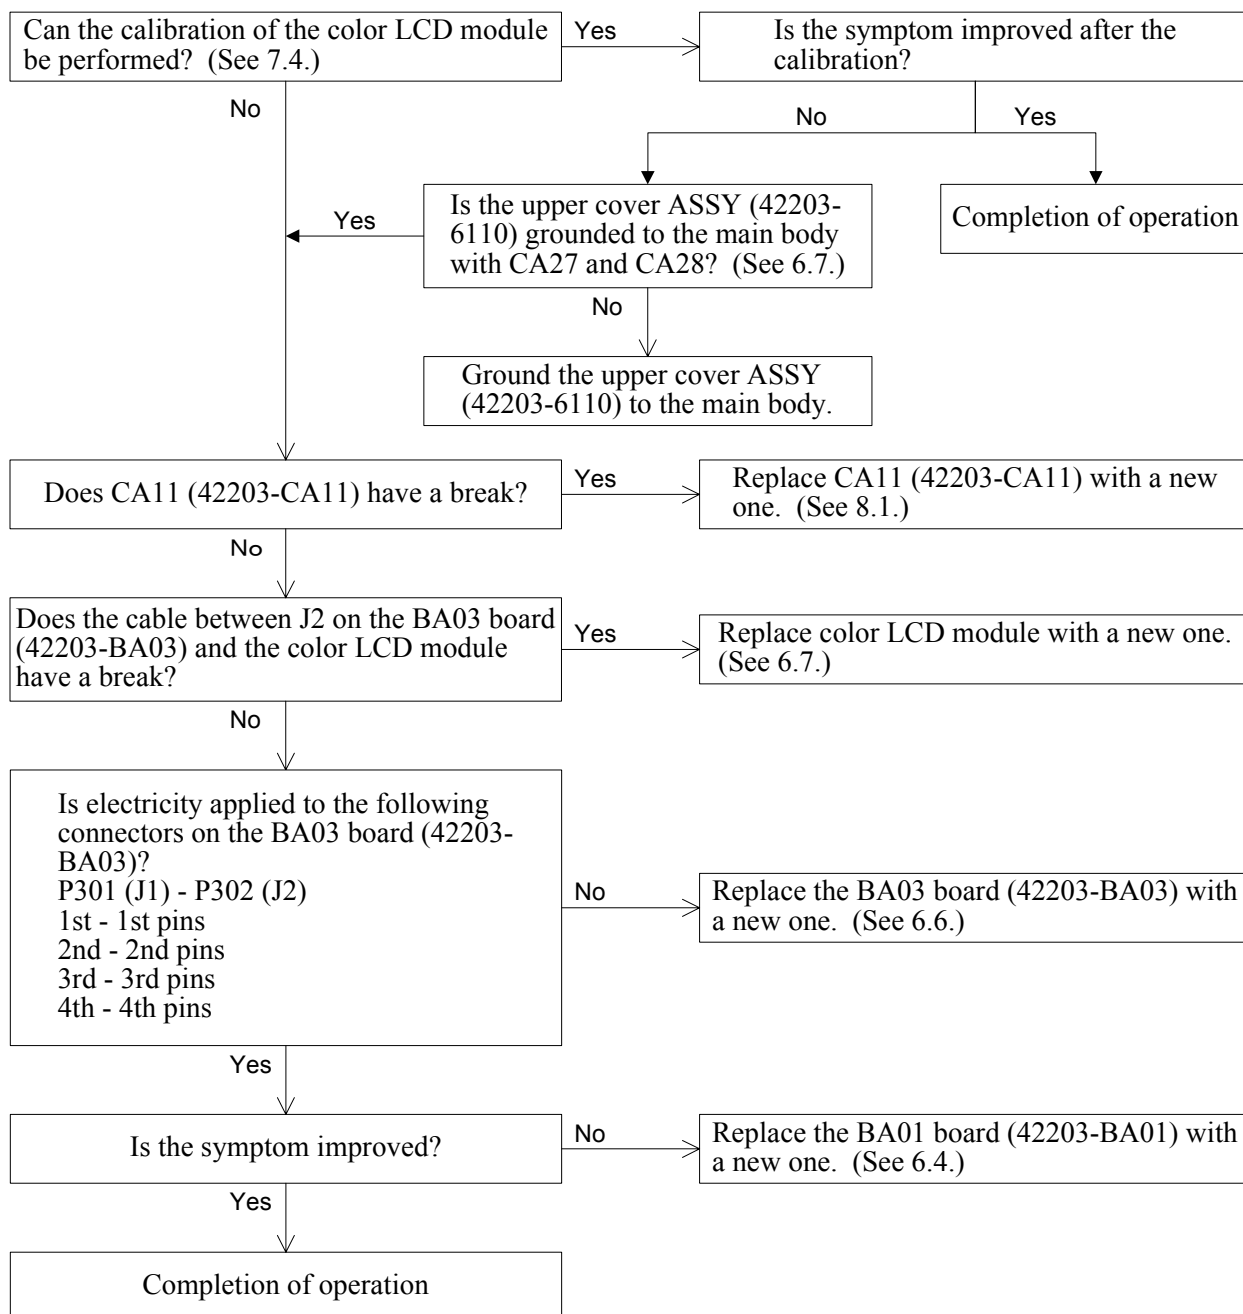 Can the calibration of the color LCD module
be performed?  (See 7.4.)
Yes
Is the symptom improved after the
calibration?
No
No
Yes
Is the upper cover ASSY (42203-
6110) grounded to the main body
with CA27 and CA28?  (See 6.7.)
Yes
Completion of operation
No
Ground the upper cover ASSY
(42203-6110) to the main body.
Does CA11 (42203-CA11) have a break?
Yes
Replace CA11 (42203-CA11) with a new
one.  (See 8.1.)
No
Does the cable between J2 on the BA03 board
(42203-BA03) and the color LCD module
have a break?
Yes
Replace color LCD module with a new one.
(See 6.7.)
No
Is electricity applied to the following
connectors on the BA03 board (42203-
BA03)?
P301 (J1) - P302 (J2)
1st - 1st pins
2nd - 2nd pins
3rd - 3rd pins
4th - 4th pins
No
Replace the BA03 board (42203-BA03) with
a new one.  (See 6.6.)
Yes
Is the symptom improved?
No
Replace the BA01 board (42203-BA01) with
a new one.  (See 6.4.)
Yes
Completion of operation